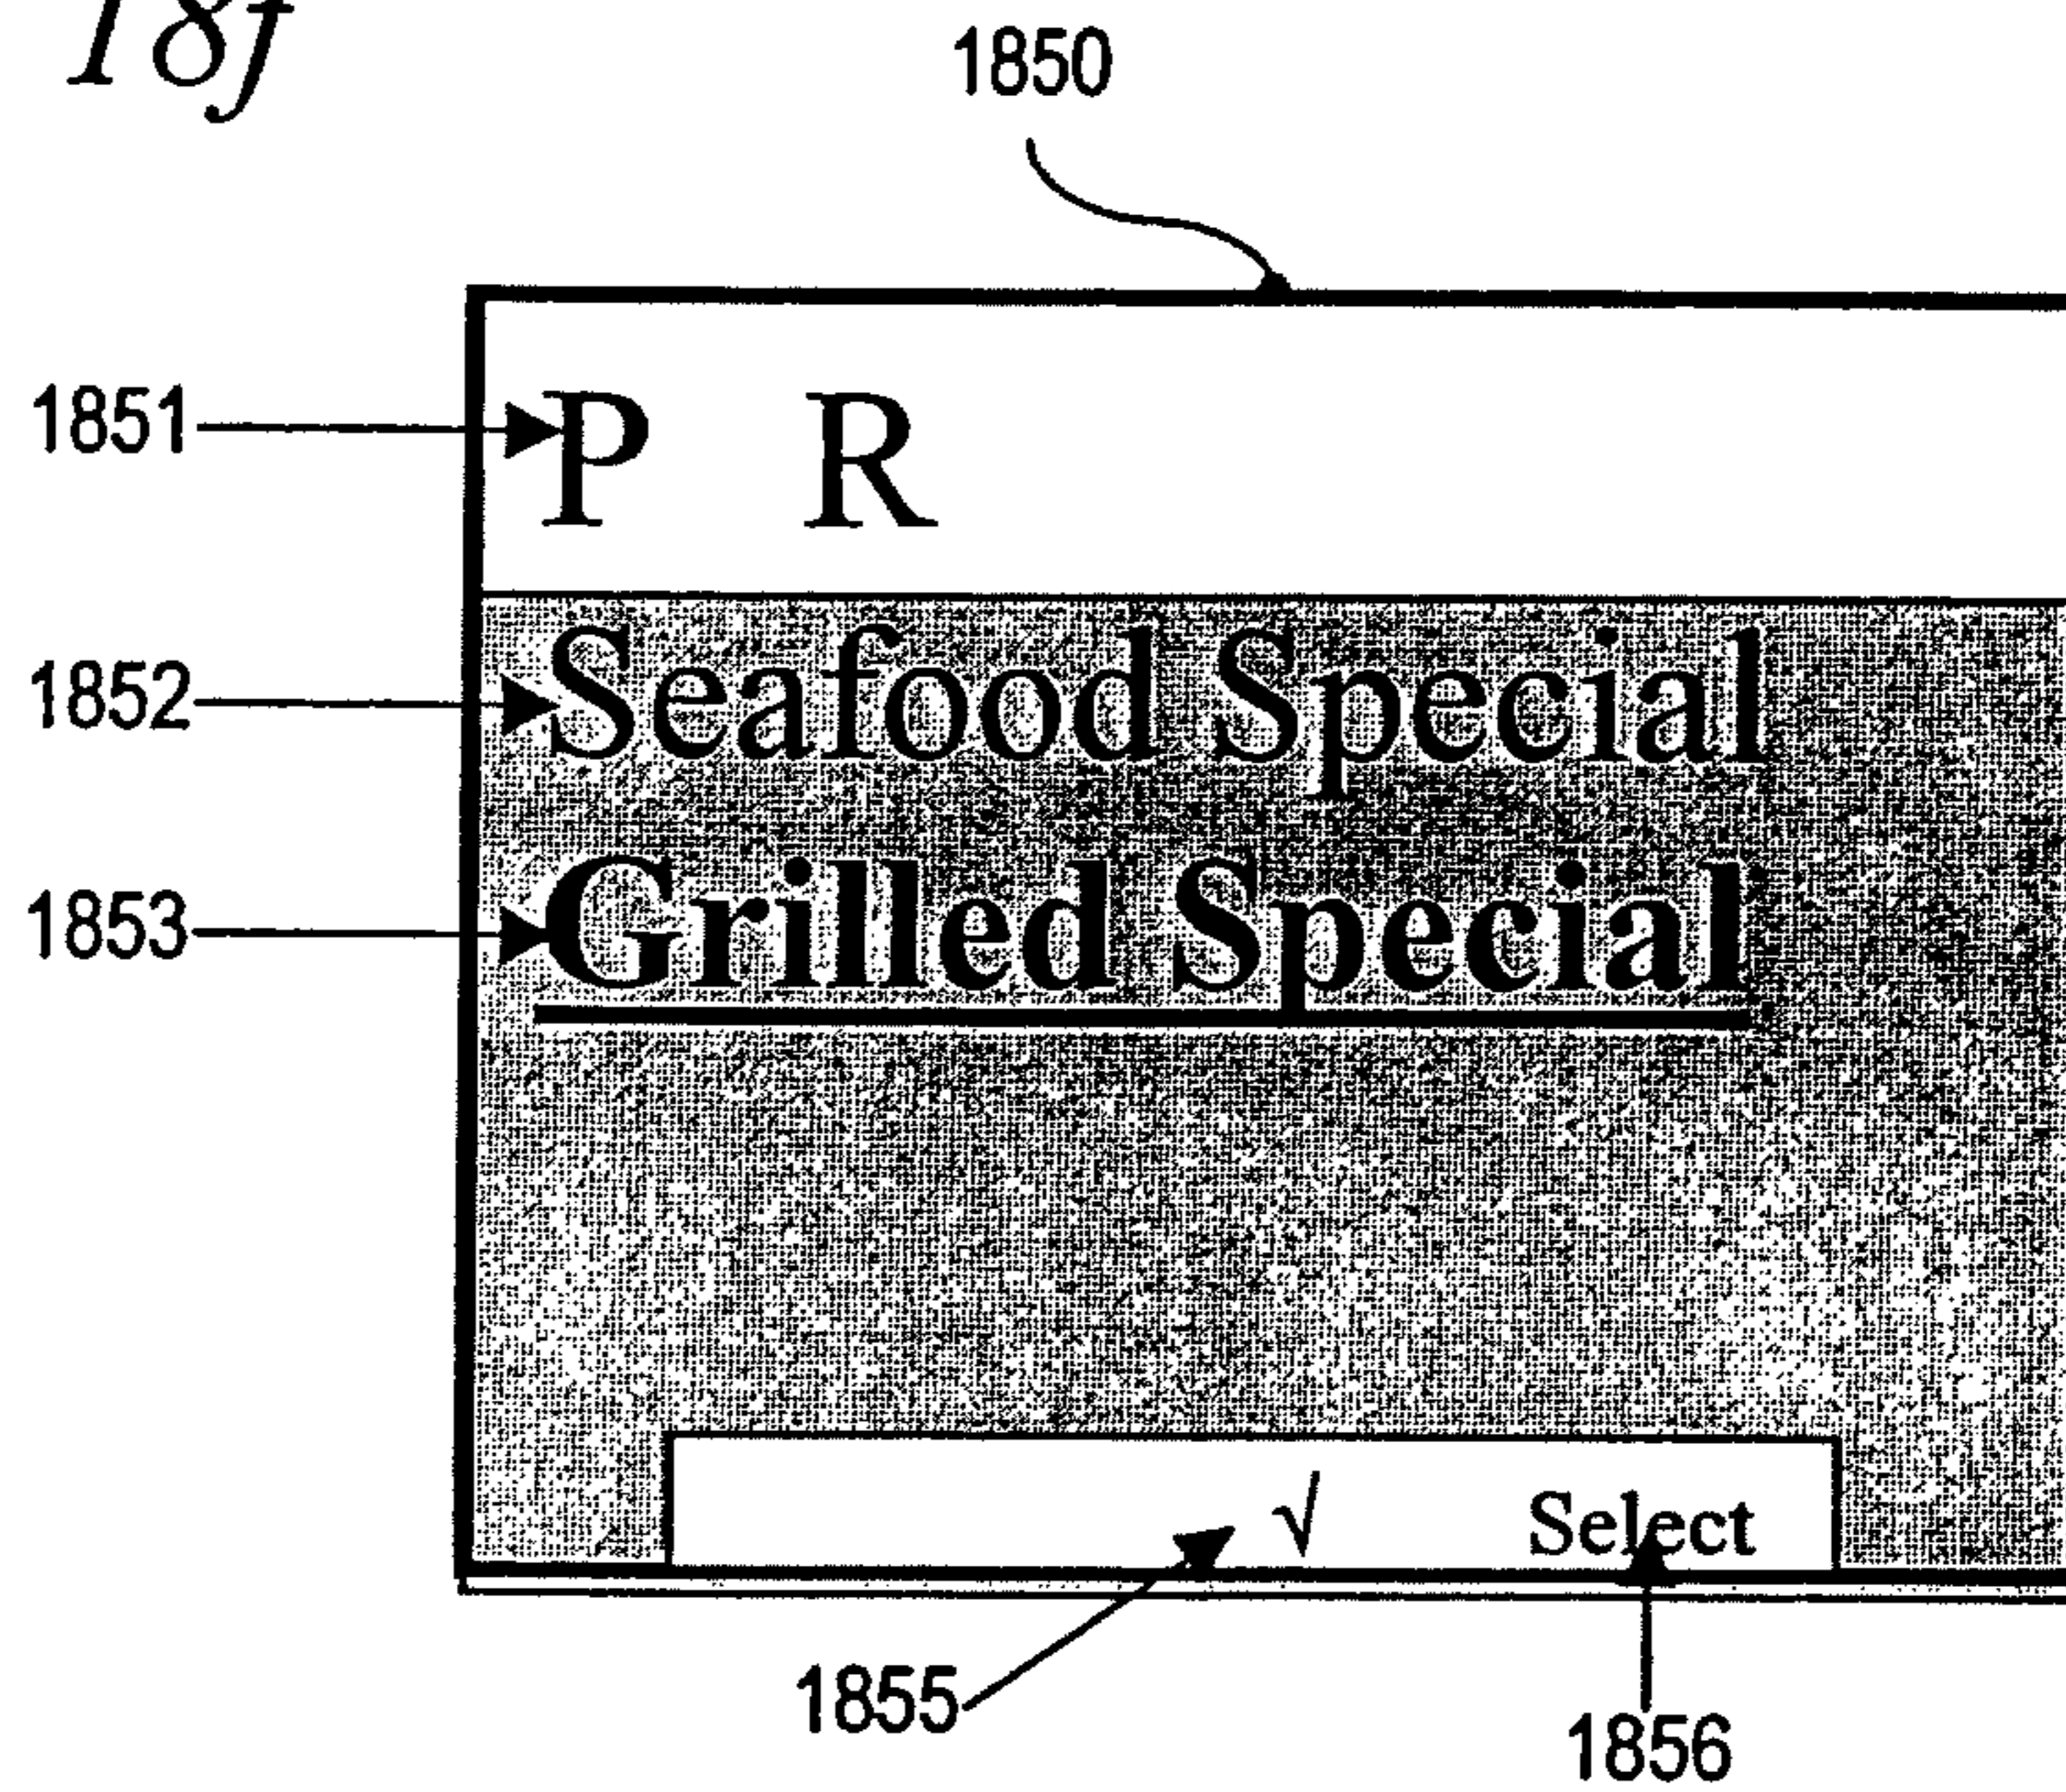 18f
1850
1851 P R
1852 Seafood Special
1853 Grilled Special
√ Select
1855
1856